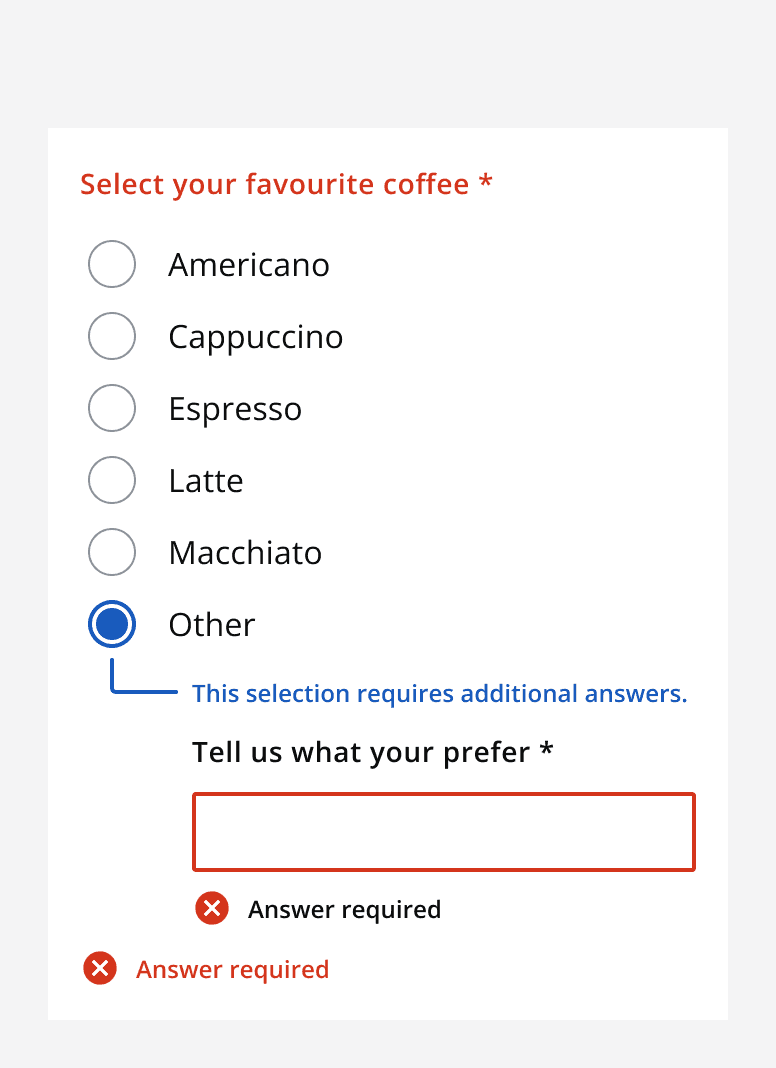 Select your favourite coffee *
Americano
Cappuccino
Espresso
Latte
Macchiato
Other
This selection requires additional answers.
Tell us what your prefer *
Answer required
Answer required